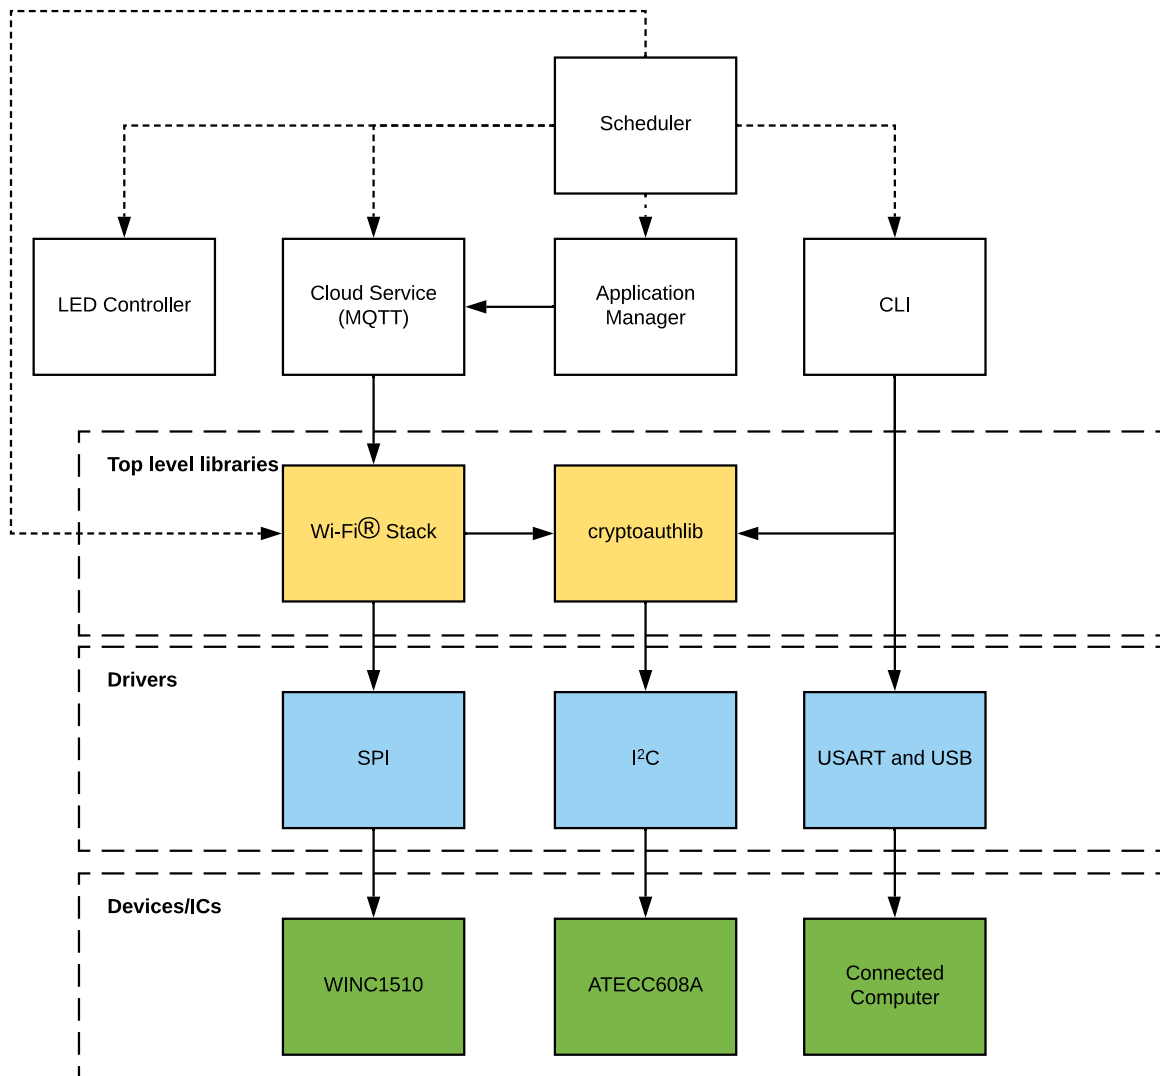 Scheduler
LED Controller
Cloud Service
(MQTT)
Application
Manager
CLI
Top level libraries
Wi-Fi® Stack
cryptoauthlib
Drivers
SPI
I²C
USART and USB
Devices/ICs
WINC1510
ATECC608A
Connected
Computer